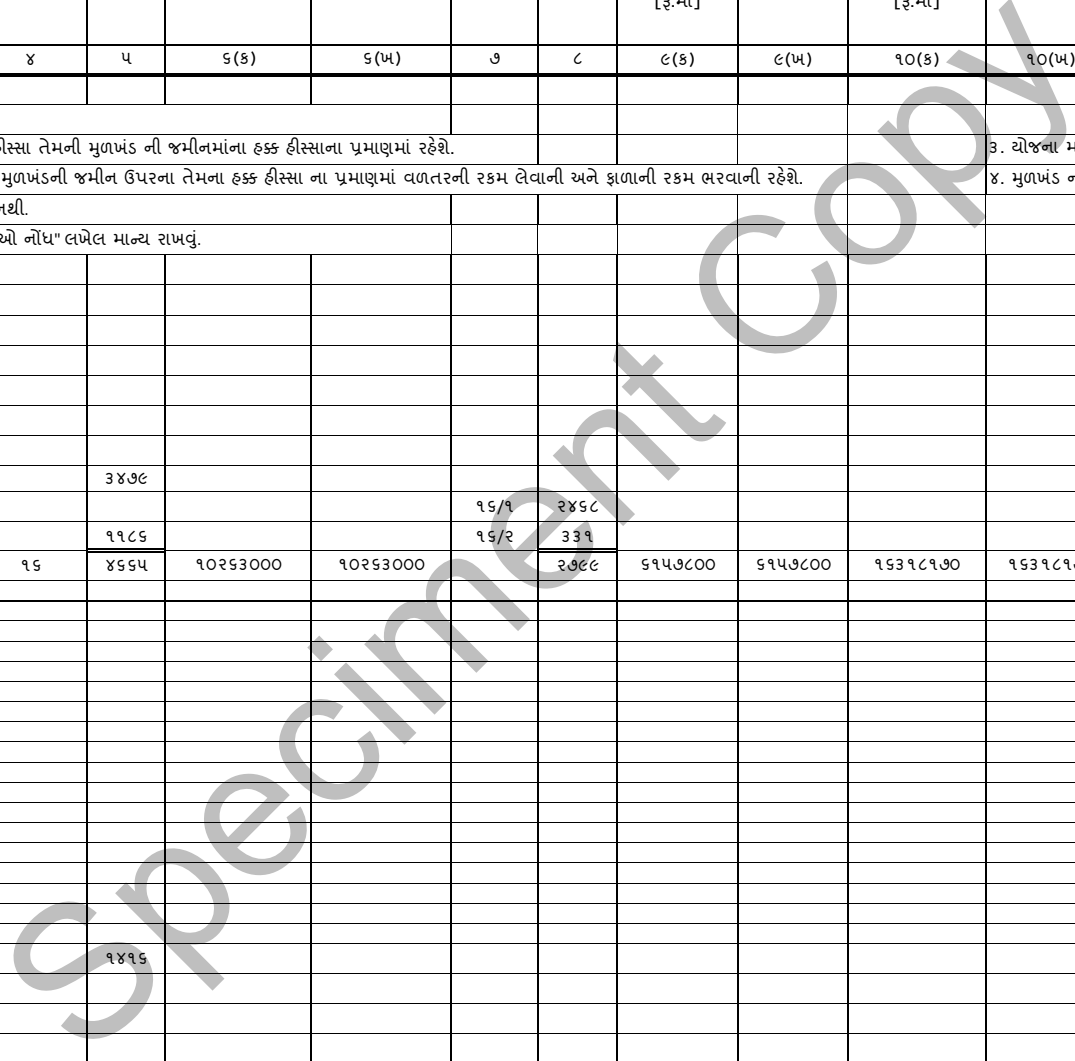 [રૂ.મા] [રૂ.મા]
૪ ૫ ૬(ક) ૬(ખ) ૭ ૮ ૯(ક) ૯(ખ) ૧૦(ક) ૧૦(ખ)
હીસ્સા તેમની મુળખંડ ની જમીનમાંના હક્ક હીસ્સાના પ્રમાણમાં રહેશે. ૩. યોજના
મુળખંડની જમીન ઉપરના તેમના હક્ક હીસ્સા ના પ્રમાણમાં વળતરની રકમ લેવાની અને ફાળાની રકમ ભરવાની રહેશે. ૪. મુળખંડ
નથી.
નોંધ" લખેલ માન્ય રાખવું.
૩૪૭૯
૧૬/૧ ૨૪૬૮
૧૧૮૬ ૧૬/૨ ૩૩૧
૧૬ ૪૬૬૫ ૧૦૨૬૩૦૦૦ ૧૦૨૬૩૦૦૦ ૨૭૯૯ ૬૧૫૭૮૦૦ ૬૧૫૭૮૦૦ ૧૬૩૧૮૧૭૦
૧૪૧૬
Speciment Copy